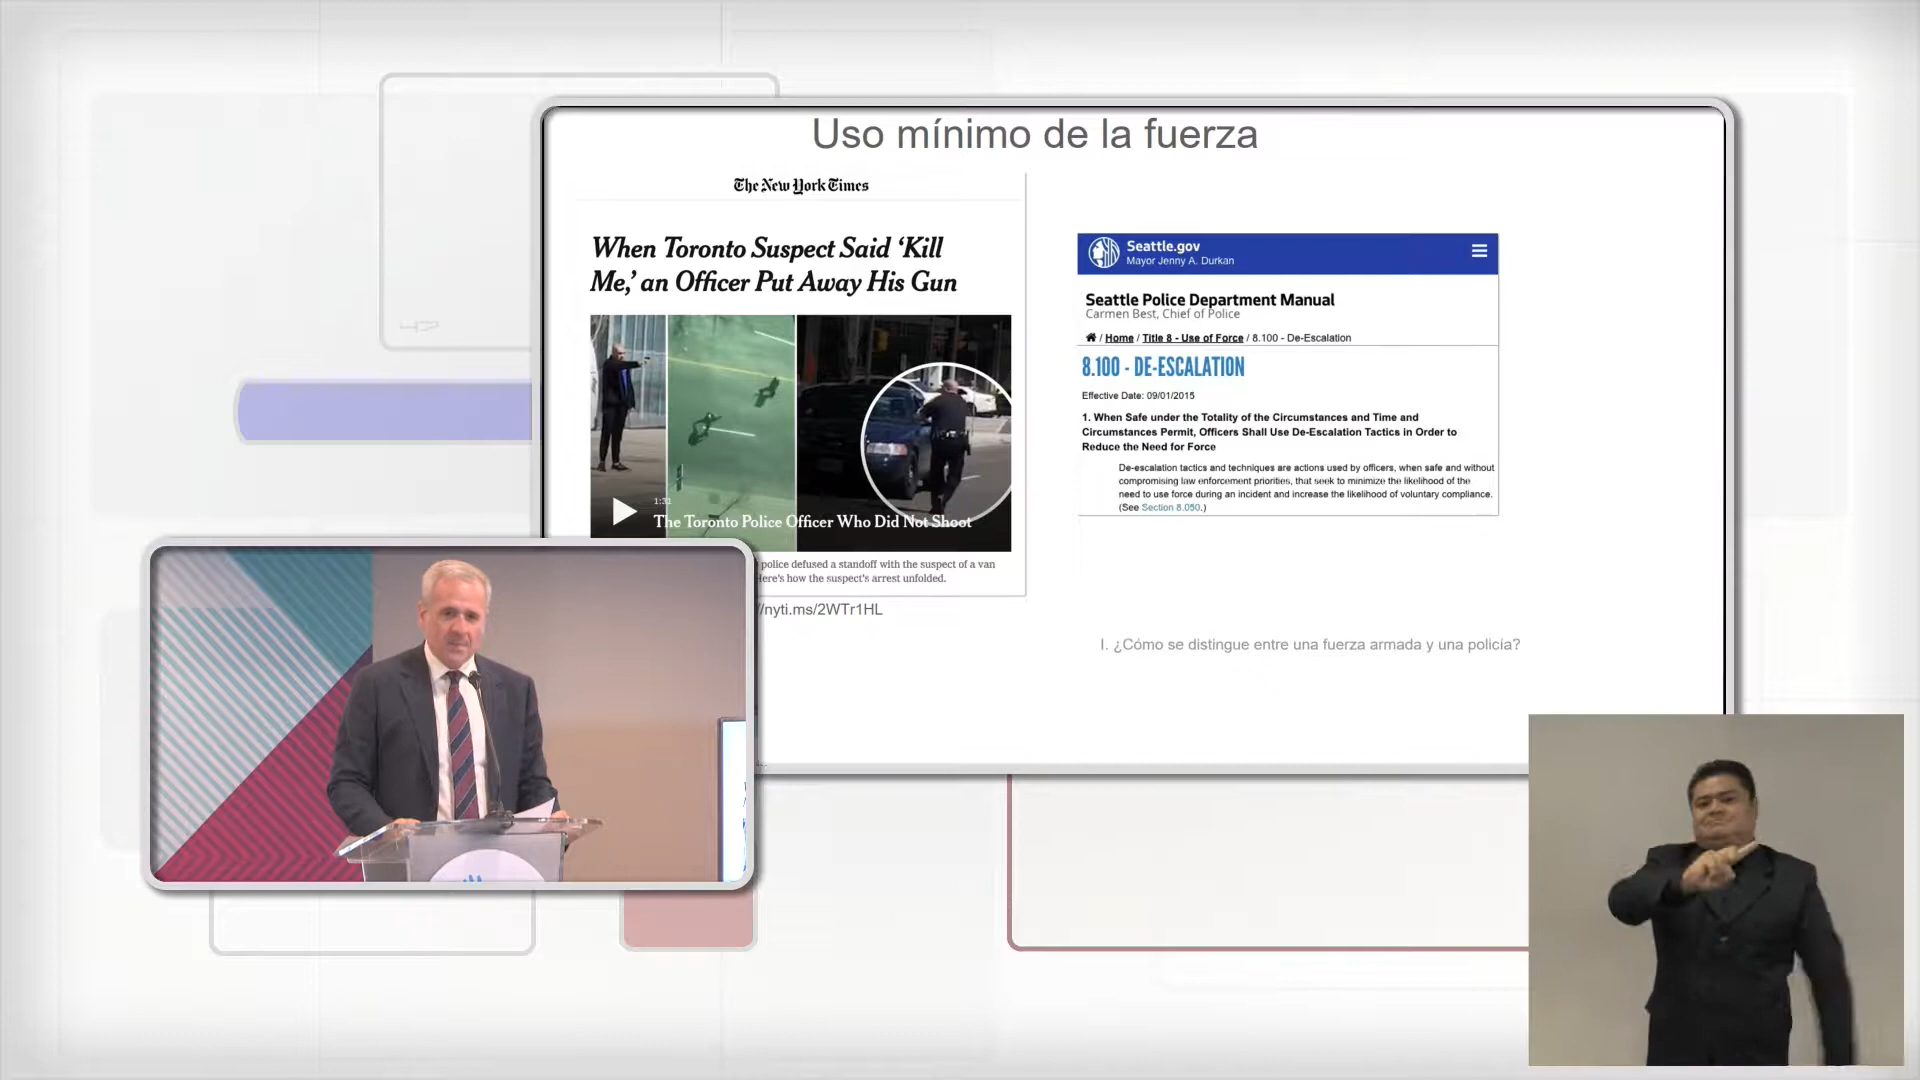 Uso mínimo de la fuerza
The New York Times
When Toronto Suspect Said ‘Kill
Me,’ an Officer Put Away His Gun
1:31
The Toronto Police Officer Who Did Not Shoot
police defused a standoff with the suspect of a van
Here's how the suspect's arrest unfolded.
//nyti.ms/2WTr1HL
Seattle.gov
Mayor Jenny A. Durkan
Seattle Police Department Manual
Carmen Best, Chief of Police
/ Home / Title 8 - Use of Force / 8.100 - De-Escalation
8.100 - DE-ESCALATION
Effective Date: 09/01/2015
1. When Safe under the Totality of the Circumstances and Time and
Circumstances Permit, Officers Shall Use De-Escalation Tactics in Order to
Reduce the Need for Force
De-escalation tactics and techniques are actions used by officers, when safe and without
compromising law enforcement priorities, that seek to minimize the likelihood of the
need to use force during an incident and increase the likelihood of voluntary compliance.
(See Section 8.050.)
I. ¿Cómo se distingue entre una fuerza armada y una policía?